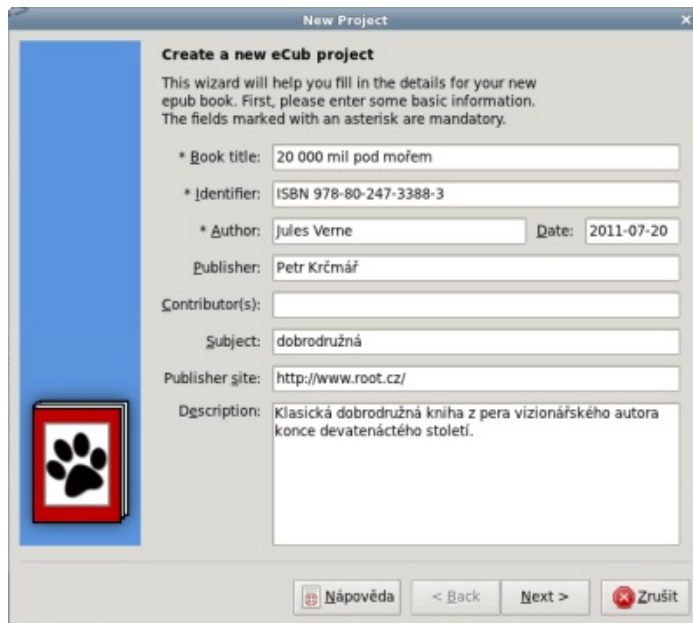 New Project
Create a new eCub project
This wizard will help you fill in the details for your new
epub book. First, please enter some basic information.
The fields marked with an asterisk are mandatory.
* Book title: 20 000 mil pod mořem
* Identifier: ISBN 978-80-247-3388-3
* Author: Jules Verne Date: 2011-07-20
Publisher: Petr Krčmář
Contributor(s):
Subject: dobrodružná
Publisher site: http://www.root.cz/
Description: Klasická dobrodružná kniha z pera vizionářského autora
konce devatenáctého století.
Nápověda < Back Next > Zrušit